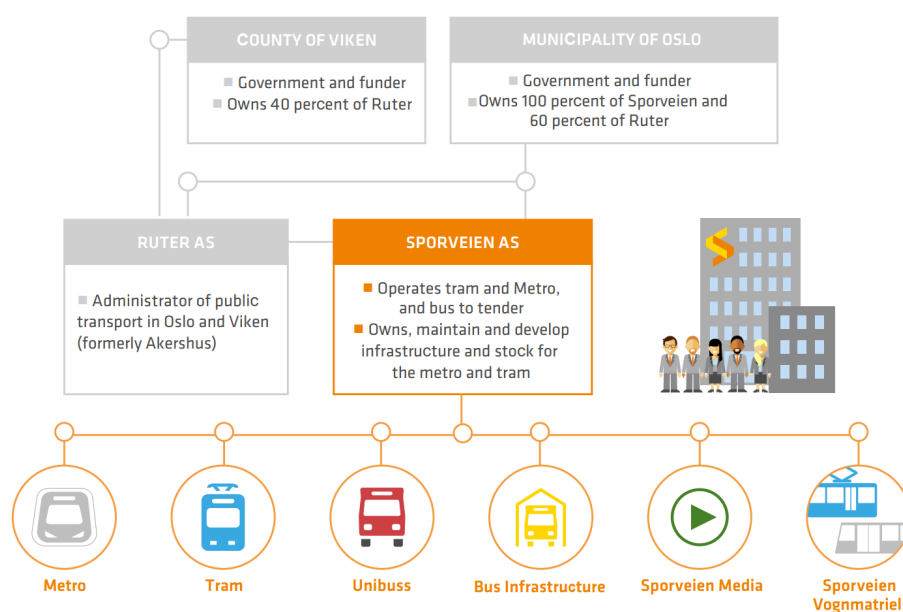 COUNTY OF VIKEN
Government and funder
Owns 40 percent of Ruter
MUNICIPALITY OF OSLO
Government and funder
Owns 100 percent of Sporveien and
60 percent of Ruter
RUTER AS
Administrator of public
transport in Oslo and Viken
(formerly Akershus)
SPORVEIEN AS
Operates tram and Metro,
and bus to tender
Owns, maintain and develop
infrastructure and stock for
the metro and tram
Metro
Tram
Unibuss
Bus Infrastructure
Sporveien Media
Sporveien
Vognmatriel